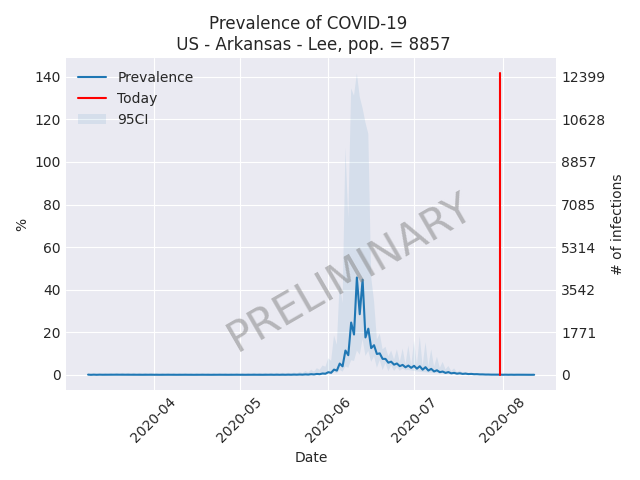 Prevalence of COVID-19
US - Arkansas - Lee, pop. = 8857
Prevalence
Today
95CI
140
120
100
80
60
40
20
0
%
12399
10628
8857
7085
5314
3542
1771
0
# of infections
PRELIMINARY
2020-04
2020-05
2020-06
2020-07
2020-08
Date